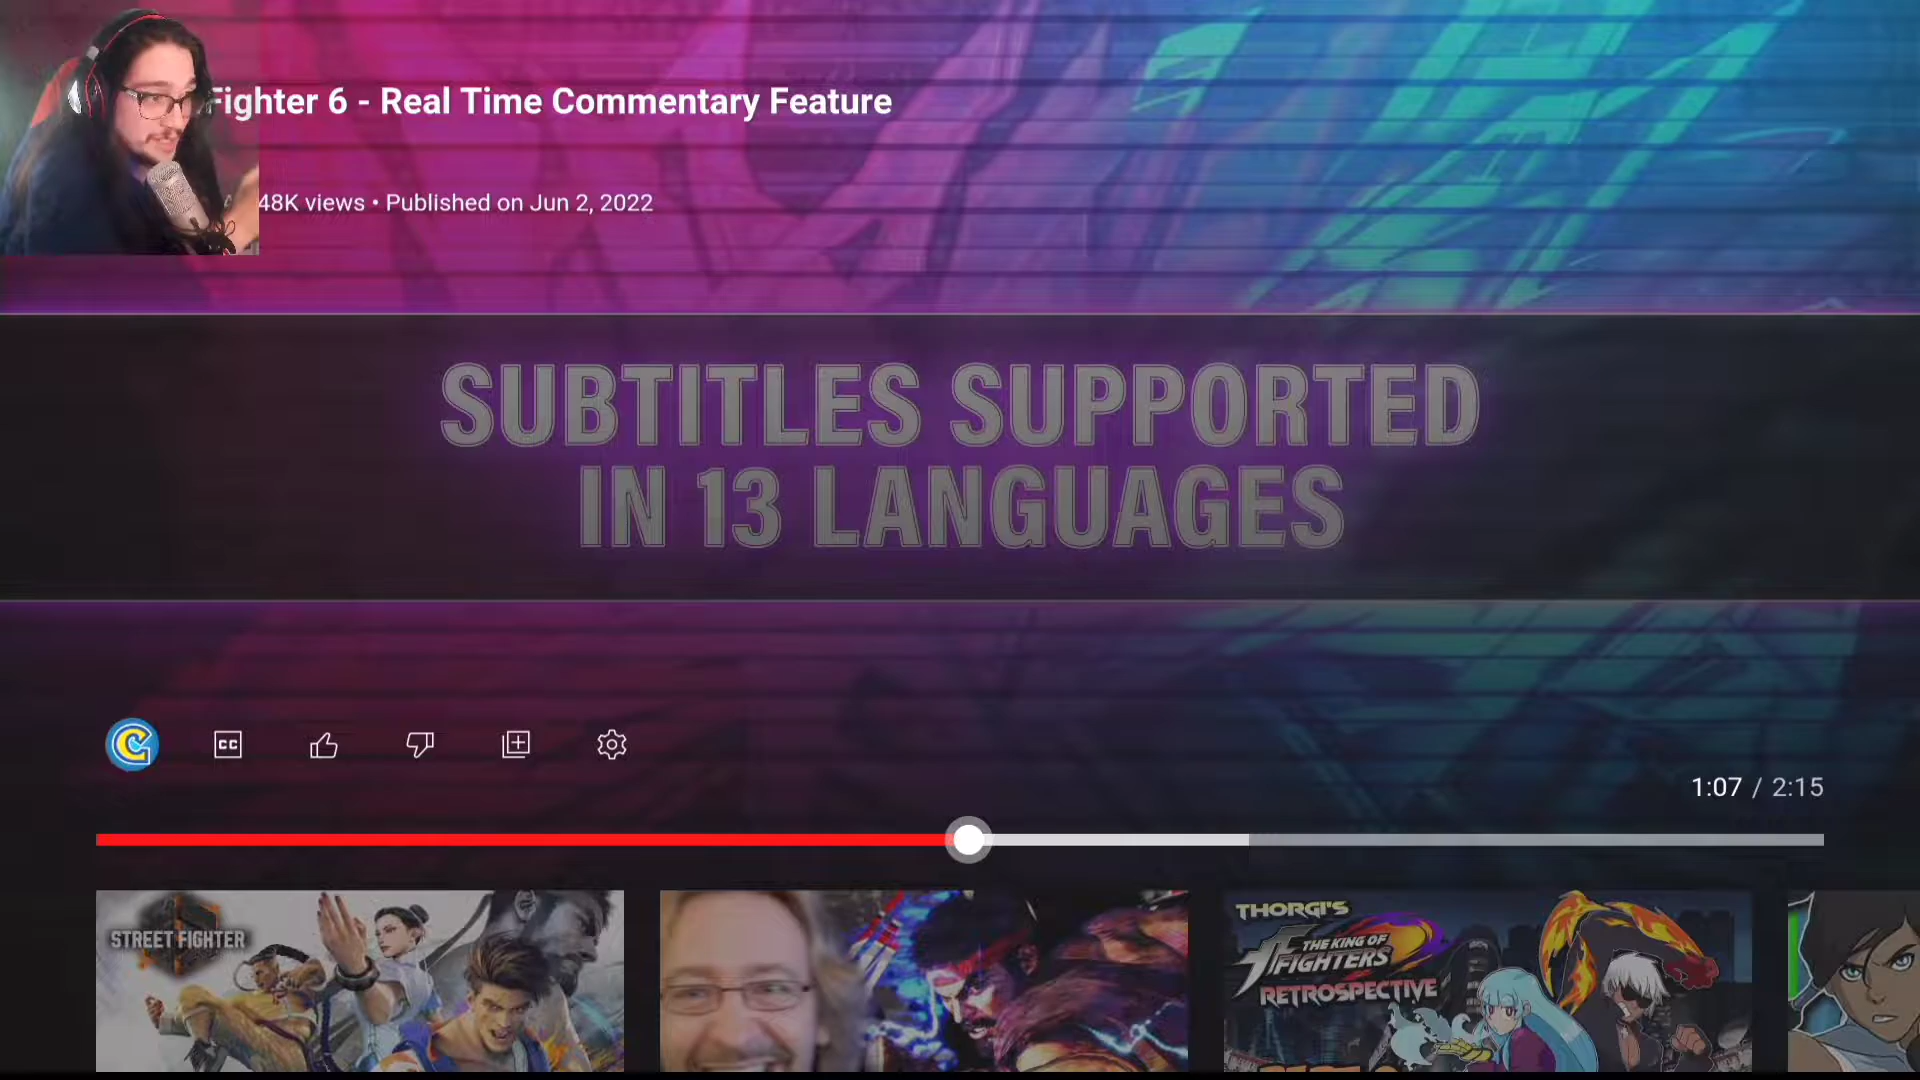 Fighter 6 - Real Time Commentary Feature
48K views • Published on Jun 2, 2022
SUBTITLES SUPPORTED
IN 13 LANGUAGES
CC
1:07 / 2:15
STREET FIGHTER
THORGI'S
THE KING OF
FIGHTERS
RETROSPECTIVE